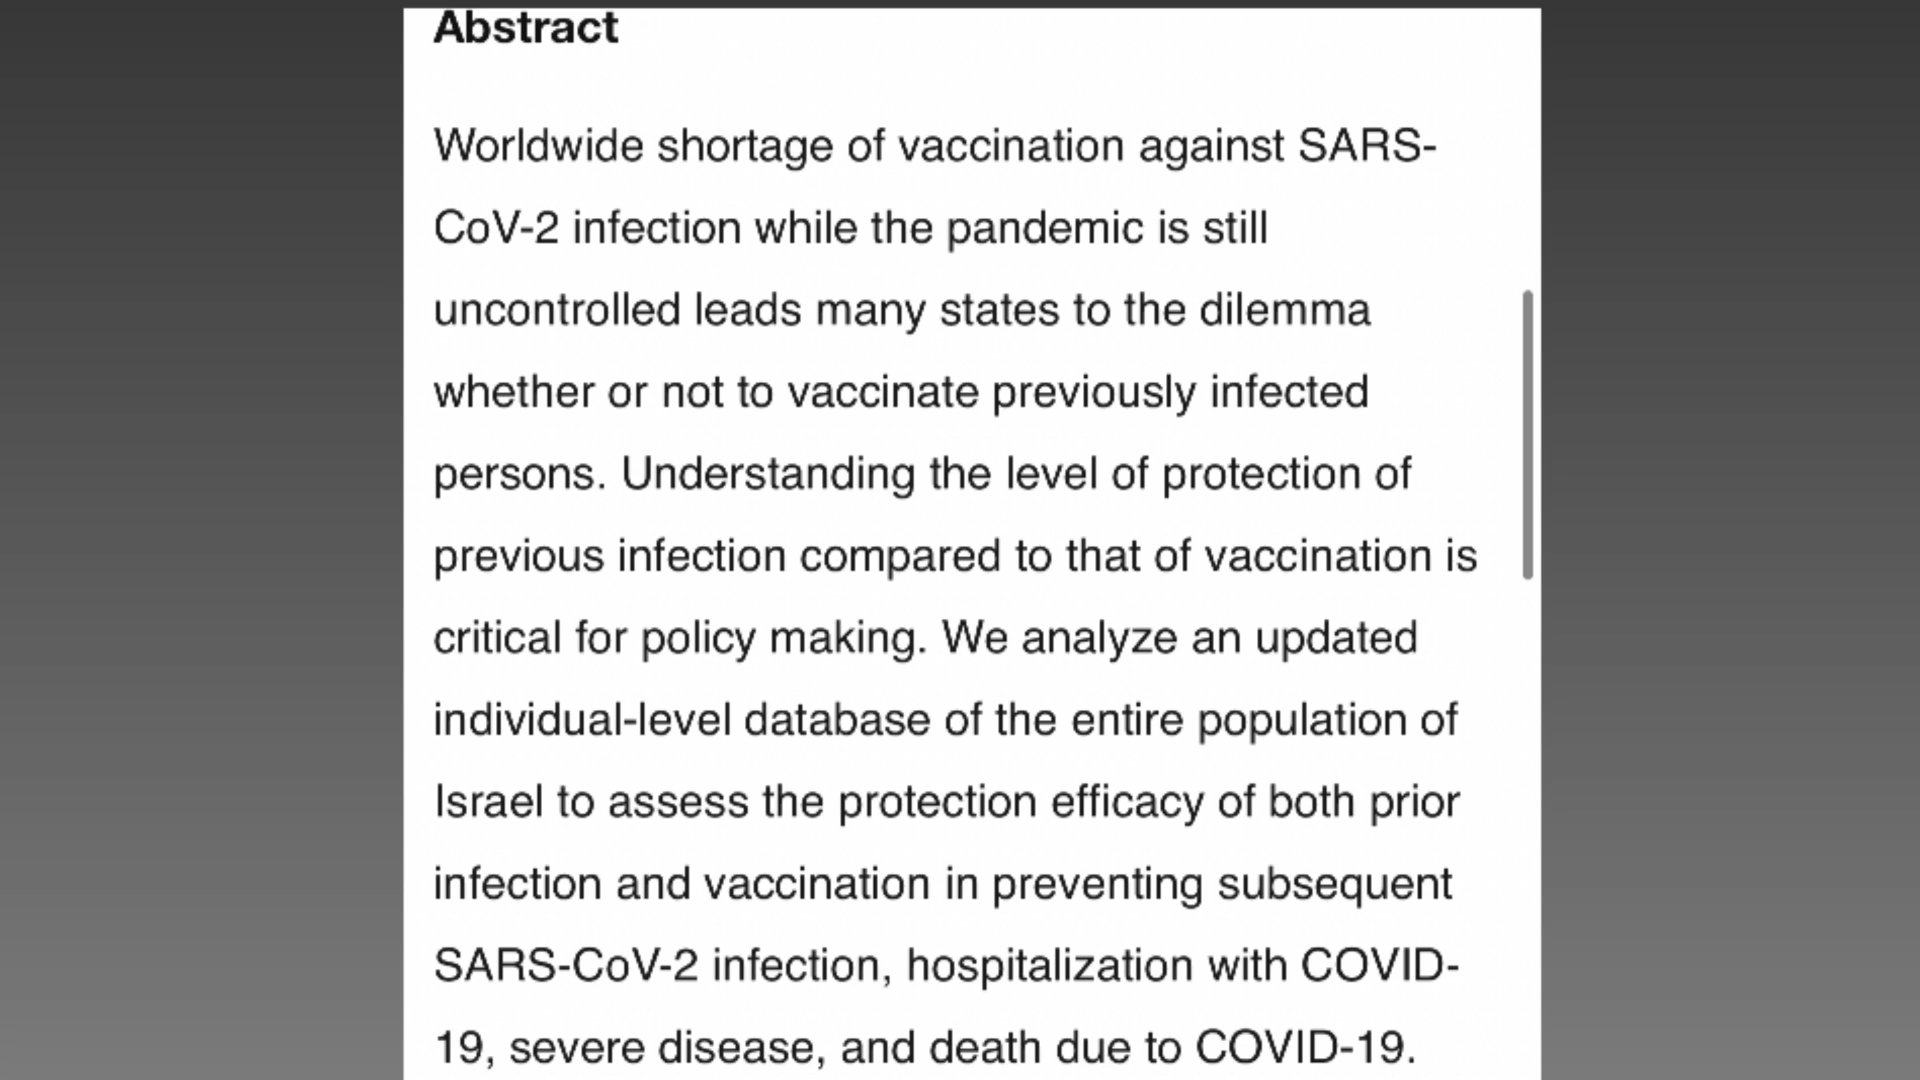 Abstract
Worldwide shortage of vaccination against SARS-
CoV-2 infection while the pandemic is still
uncontrolled leads many states to the dilemma
whether or not to vaccinate previously infected
persons. Understanding the level of protection of
previous infection compared to that of vaccination is
critical for policy making. We analyze an updated
individual-level database of the entire population of
Israel to assess the protection efficacy of both prior
infection and vaccination in preventing subsequent
SARS-CoV-2 infection, hospitalization with COVID-
19, severe disease, and death due to COVID-19.